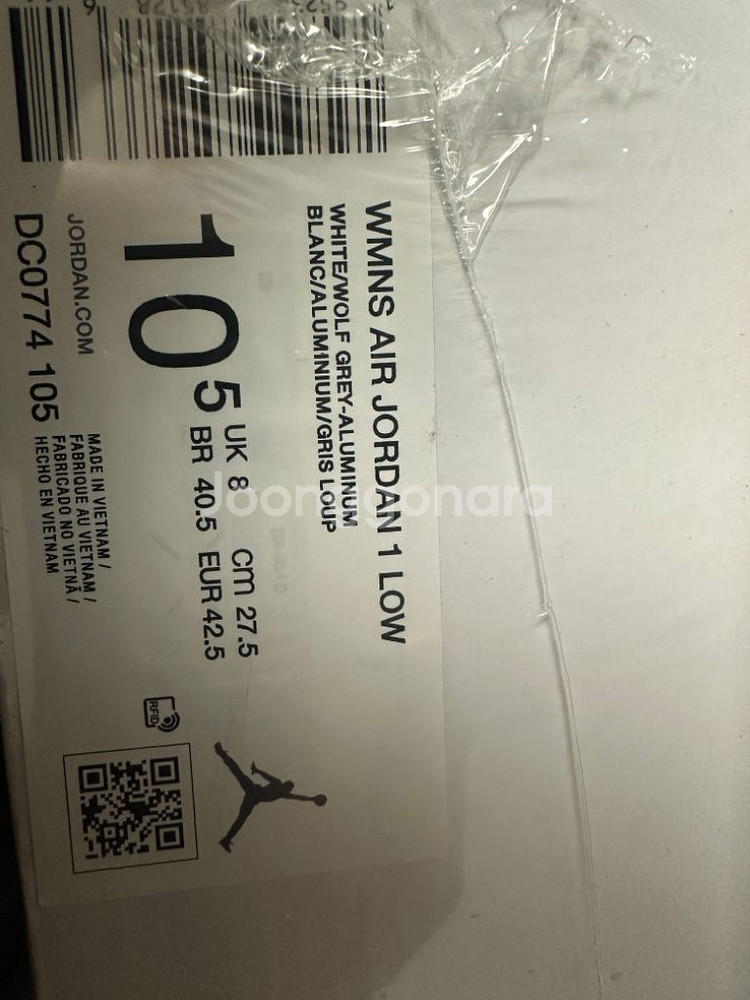 WMNS AIR JORDAN 1 LOW
WHITE/WOLF GREY-ALUMINUM
BLANC/ALUMINIUM/GRIS LOUP
10 5
UK 8 cm 27.5
BR 40.5 EUR 42.5
JORDAN.COM
DC0774 105
MADE IN VIETNAM /
FABRIQUE AU VIETNAM /
FABRICADO NO VIETNÃ /
HECHO EN VIETNAM
RFID
Joonggonara